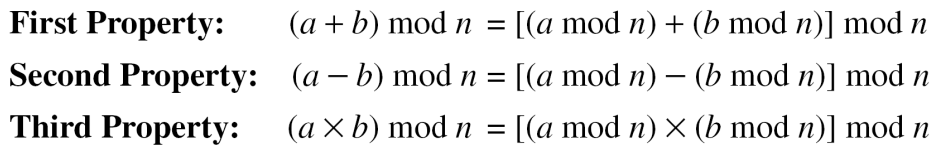 First Property: (a + b) mod n = [(a mod n) + (b mod n)] mod n
Second Property: (a − b) mod n = [(a mod n) − (b mod n)] mod n
Third Property: (a × b) mod n = [(a mod n) × (b mod n)] mod n